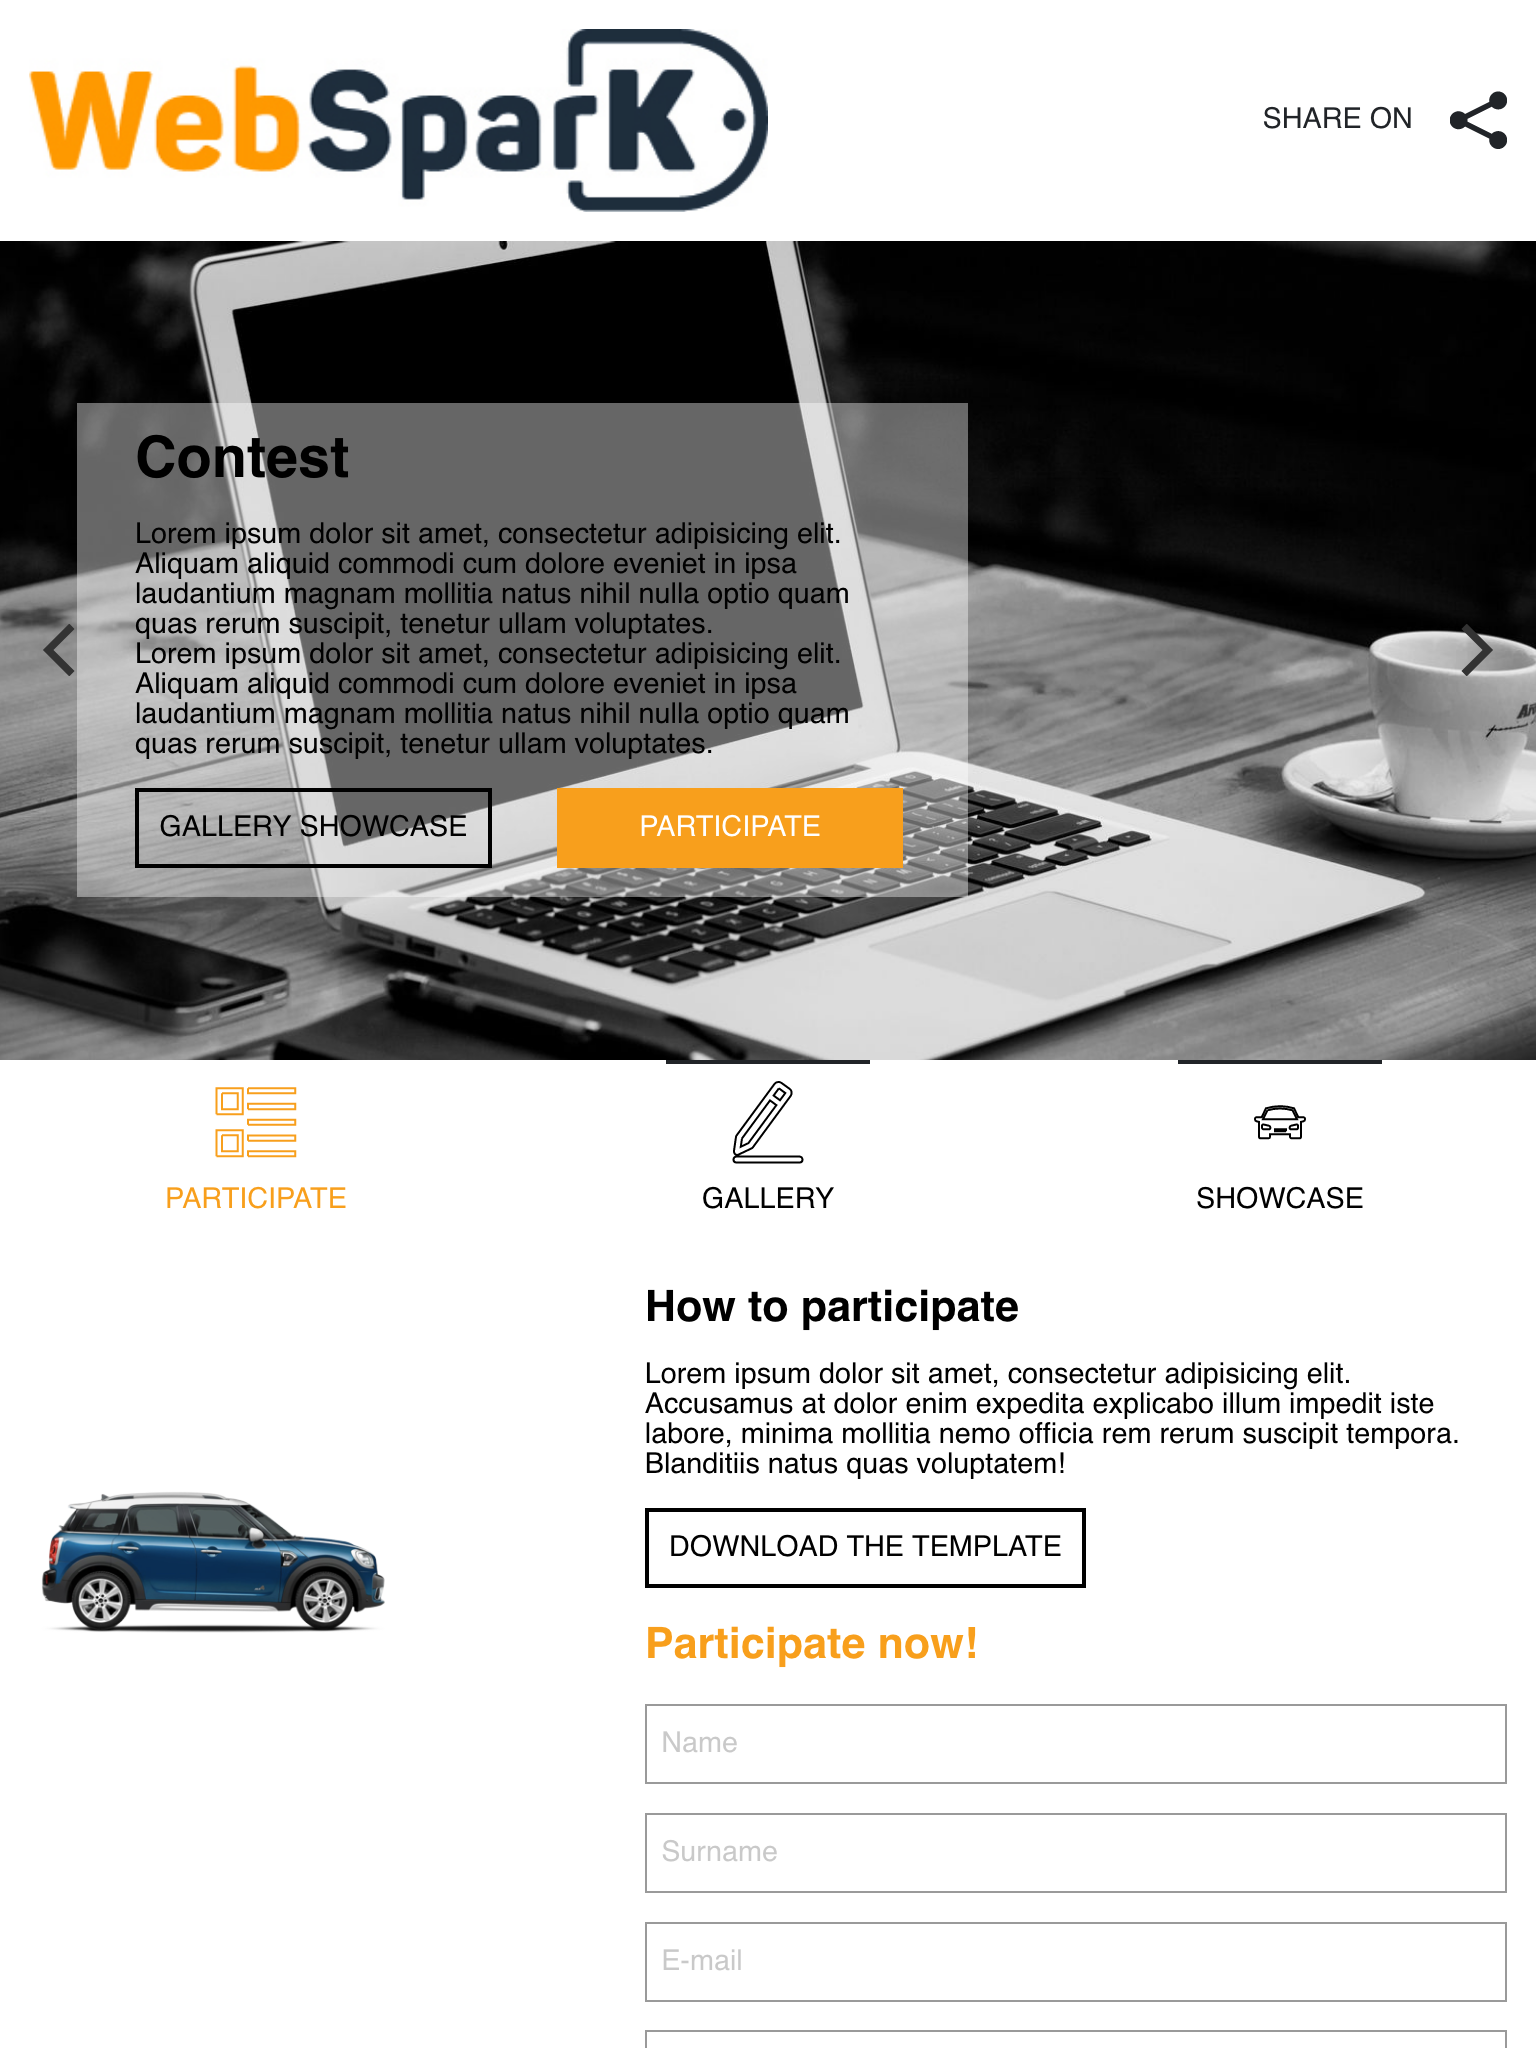 WebSparK
SHARE ON
Contest
Lorem ipsum dolor sit amet, consectetur adipisicing elit.
Aliquam aliquid commodi cum dolore eveniet in ipsa
laudantium magnam mollitia natus nihil nulla optio quam
quas rerum suscipit, tenetur ullam voluptates.
Lorem ipsum dolor sit amet, consectetur adipisicing elit.
Aliquam aliquid commodi cum dolore eveniet in ipsa
laudantium magnam mollitia natus nihil nulla optio quam
quas rerum suscipit, tenetur ullam voluptates.
GALLERY SHOWCASE
PARTICIPATE
PARTICIPATE
GALLERY
SHOWCASE
How to participate
Lorem ipsum dolor sit amet, consectetur adipisicing elit.
Accusamus at dolor enim expedita explicabo illum impedit iste
labore, minima mollitia nemo officia rem rerum suscipit tempora.
Blanditiis natus quas voluptatem!
DOWNLOAD THE TEMPLATE
Participate now!
Name
Surname
E-mail